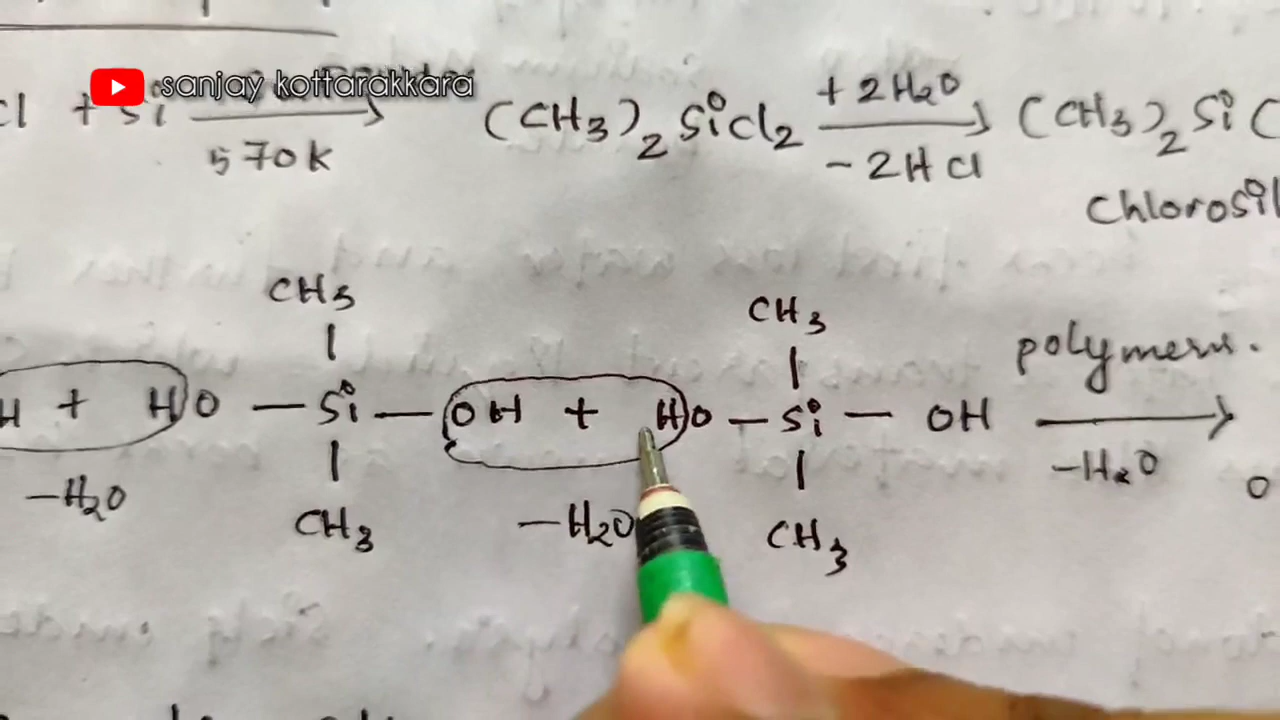 sanjay kottarakkara
Cl + Si 570K → (CH3)2 SiCl2 + 2H2O → - 2HCl (CH3)2 Si
Chlorosil
CH3 CH3
H + HO — Si — OH + HO — Si — OH polymeri. →
-H2O -H2O -H2O
CH3 CH3